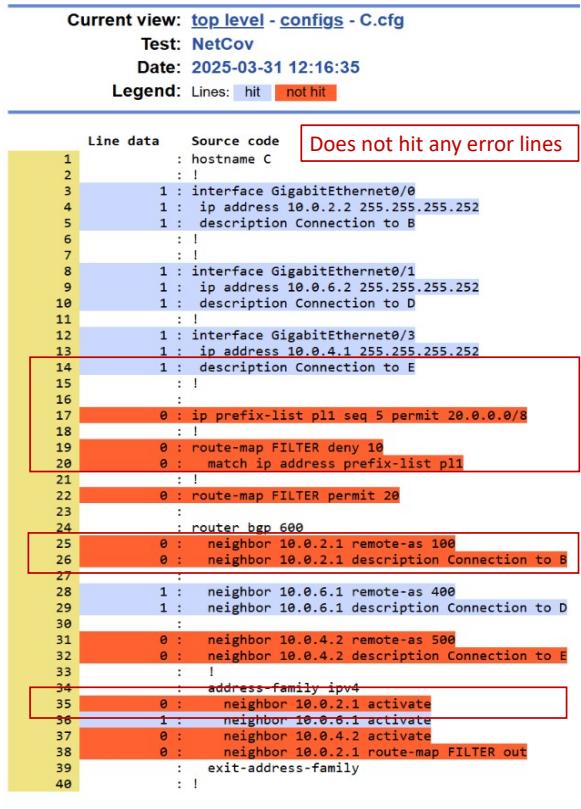 Current view: top level - configs - C.cfg
Test: NetCov
Date: 2025-03-31 12:16:35
Legend: Lines: hit not hit
Does not hit any error lines
Line data Source code
1 : hostname C
2 : !
3 1 : interface GigabitEthernet0/0
4 1 : ip address 10.0.2.2 255.255.255.252
5 1 : description Connection to B
6 : !
7 : !
8 1 : interface GigabitEthernet0/1
9 1 : ip address 10.0.6.2 255.255.255.252
10 1 : description Connection to D
11 : !
12 1 : interface GigabitEthernet0/3
13 1 : ip address 10.0.4.1 255.255.255.252
14 1 : description Connection to E
15 : !
16 :
17 0 : ip prefix-list pl1 seq 5 permit 20.0.0.0/8
18 : !
19 0 : route-map FILTER deny 10
20 0 : match ip address prefix-list pl1
21 : !
22 0 : route-map FILTER permit 20
23 :
24 : router bgp 600
25 0 : neighbor 10.0.2.1 remote-as 100
26 0 : neighbor 10.0.2.1 description Connection to B
27 :
28 1 : neighbor 10.0.6.1 remote-as 400
29 1 : neighbor 10.0.6.1 description Connection to D
30 :
31 0 : neighbor 10.0.4.2 remote-as 500
32 0 : neighbor 10.0.4.2 description Connection to E
33 : !
34 : address-family ipv4
35 0 : neighbor 10.0.2.1 activate
36 1 : neighbor 10.0.6.1 activate
37 0 : neighbor 10.0.4.2 activate
38 0 : neighbor 10.0.2.1 route-map FILTER out
39 : exit-address-family
40 : !